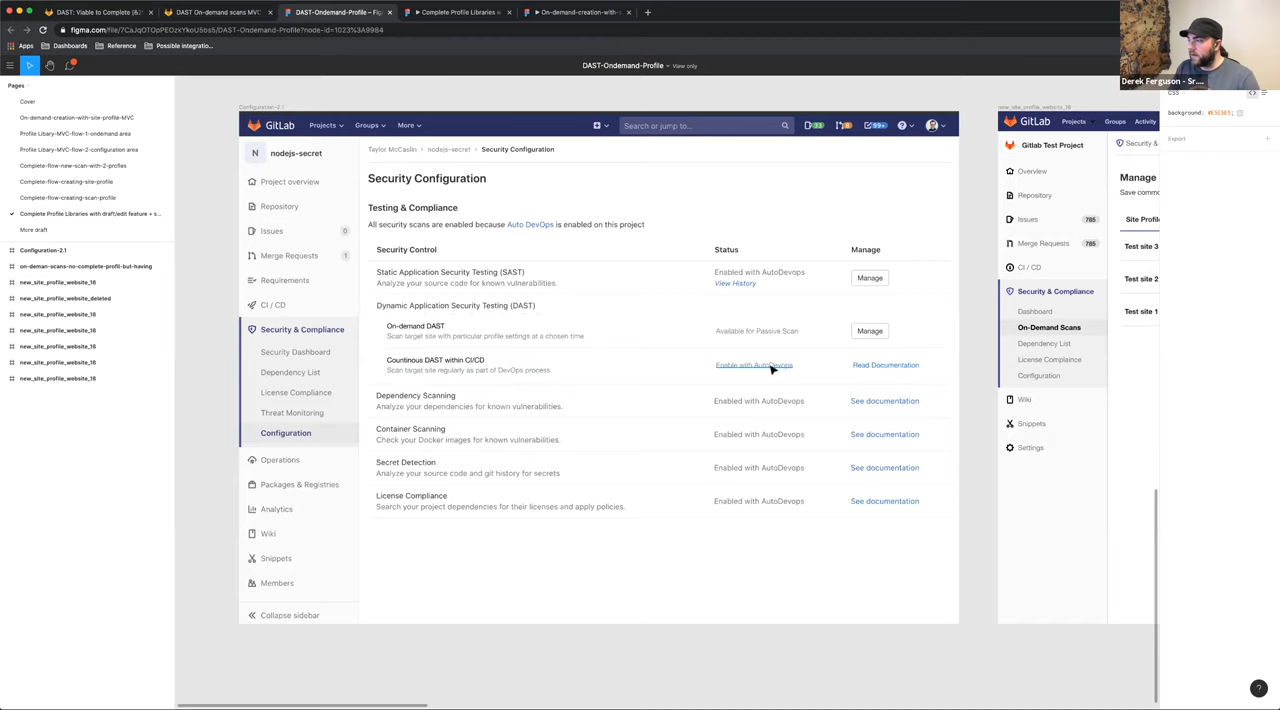 DAST: Viable to Complete (&2
DAST On-demand scans MVC
DAST-Ondemand-Profile – Fig
Complete Profile Libraries w
On-demand-creation-with-s
figma.com/file/7CaJqOTOpPEOzkYkoU5bs5/DAST-Ondemand-Profile?node-id=1023%3A9984
Apps
Dashboards
Reference
Possible integratio...
DAST-Ondemand-Profile
View only
Derek Ferguson - Sr....
Pages
Cover
On-demand-creation-with-site-profile-MVC
Profile Libary-MVC-flow-1-ondemand area
Profile Libary-MVC-flow-2-configuration area
Complete-flow-new-scan-with-2-profies
Complete-flow-creating-site-profile
Complete-flow-creating-scan-profile
Complete Profile Libraries with draft/edit feature + s...
More draft
Configuration-2.1
on-deman-scans-no-complete-profil-but-having
new_site_profile_website_16
new_site_profile_website_deleted
new_site_profile_website_16
new_site_profile_website_16
new_site_profile_website_16
new_site_profile_website_16
new_site_profile_website_16
Configuration-2.1
GitLab
Projects
Groups
More
Search or jump to...
33
6
99+
N
nodejs-secret
Project overview
Repository
Issues 0
Merge Requests 1
Requirements
CI / CD
Security & Compliance
Security Dashboard
Dependency List
License Compliance
Threat Monitoring
Configuration
Operations
Packages & Registries
Analytics
Wiki
Snippets
Members
Collapse sidebar
Taylor McCaslin > nodejs-secret > Security Configuration
Security Configuration
Testing & Compliance
All security scans are enabled because Auto DevOps is enabled on this project
Security Control Status Manage
Static Application Security Testing (SAST) Enabled with AutoDevops Manage
Analyze your source code for known vulnerabilities. View History
Dynamic Application Security Testing (DAST)
On-demand DAST
Scan target site with particular profile settings at a chosen time
Available for Passive Scan Manage
Countinous DAST within CI/CD
Scan target site regularly as part of DevOps process
Enable with AutoDevops Read Documentation
Dependency Scanning
Analyze your dependencies for known vulnerabilities.
Enabled with AutoDevops See documentation
Container Scanning
Check your Docker images for known vulnerabilities.
Enabled with AutoDevops See documentation
Secret Detection
Analyze your source code and git history for secrets
Enabled with AutoDevops See documentation
License Compliance
Search your project dependencies for their licenses and apply policies.
Enabled with AutoDevops See documentation
new_site_profile_website_16
GitLab
Projects
Groups
Activity
Gitlab Test Project
Overview
Repository
Issues 785
Merge Requests 785
CI / CD
Security & Compliance
Dashboard
On-Demand Scans
Dependency List
License Complaince
Configuration
Wiki
Snippets
Settings
Security &
Manage
Save commo
Site Profil
Test site 3
Test site 2
Test site 1
CSS
background: #E5E5E5;
Export
?